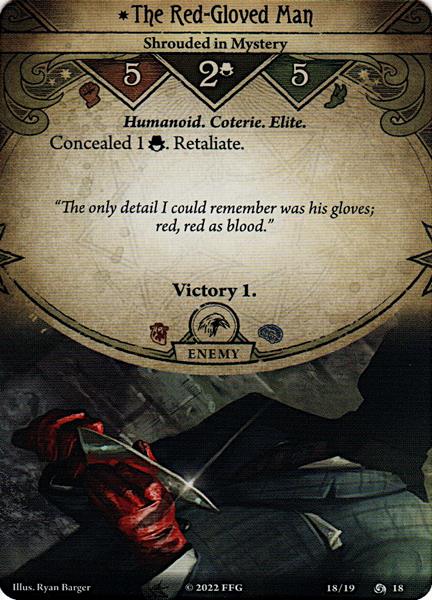 The Red-Gloved Man
Shrouded in Mystery
5 2 5
Humanoid. Coterie. Elite.
Concealed 1. Retaliate.
“The only detail I could remember was his gloves;
red, red as blood.”
Victory 1.
ENEMY
Illus. Ryan Barger © 2022 FFG 18/19 18